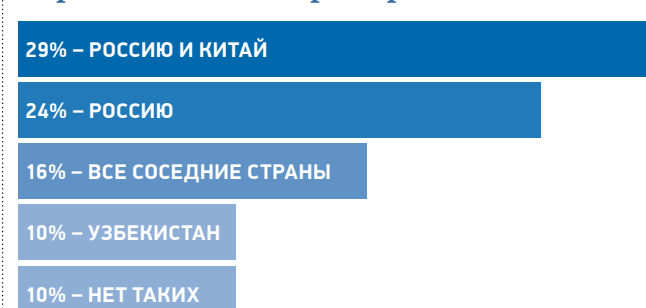 29% – РОССИЮ И КИТАЙ
24% – РОССИЮ
16% – ВСЕ СОСЕДНИЕ СТРАНЫ
10% – УЗБЕКИСТАН
10% – НЕТ ТАКИХ